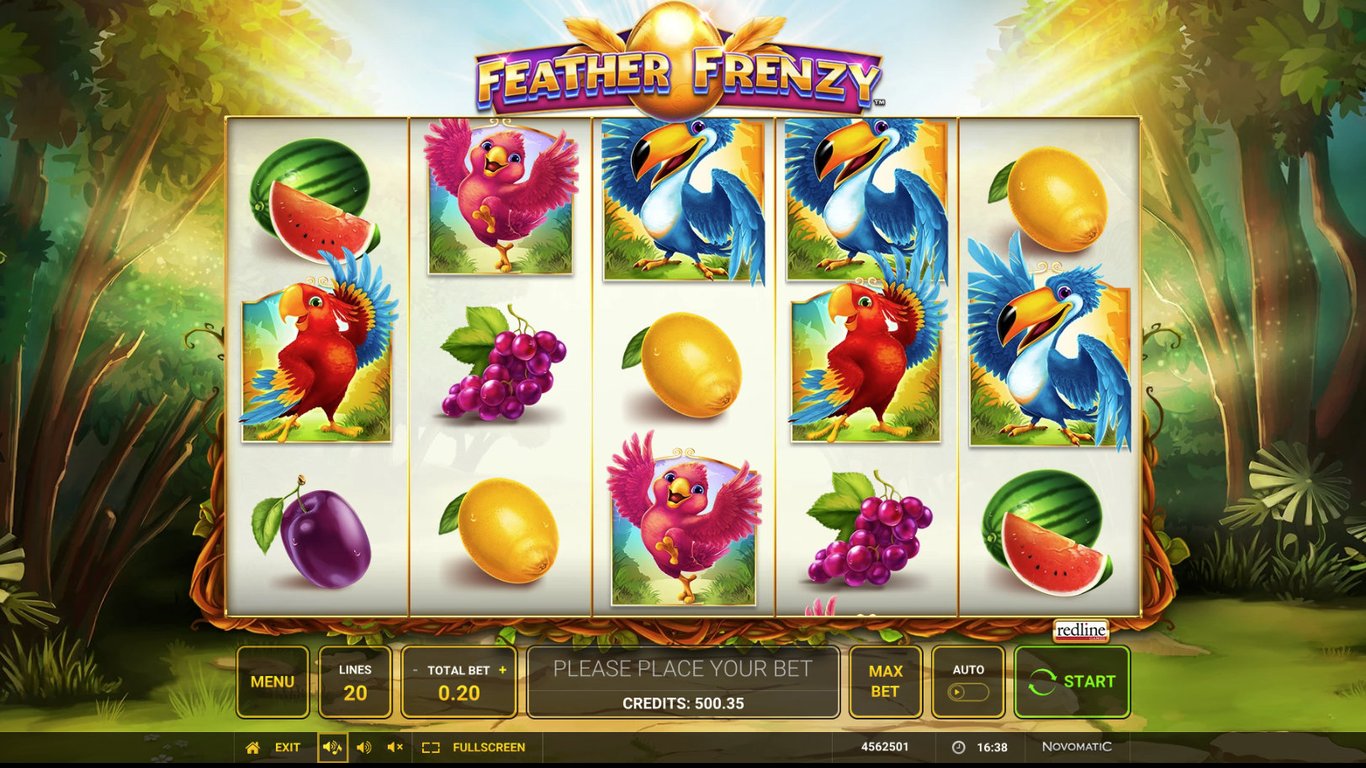 FEATHER FRENZY™
redline
MENU
LINES
20
- TOTAL BET +
0.20
PLEASE PLACE YOUR BET
CREDITS: 500.35
MAX
BET
AUTO
START
EXIT
FULLSCREEN
4562501
16:38
NOVOMATIC